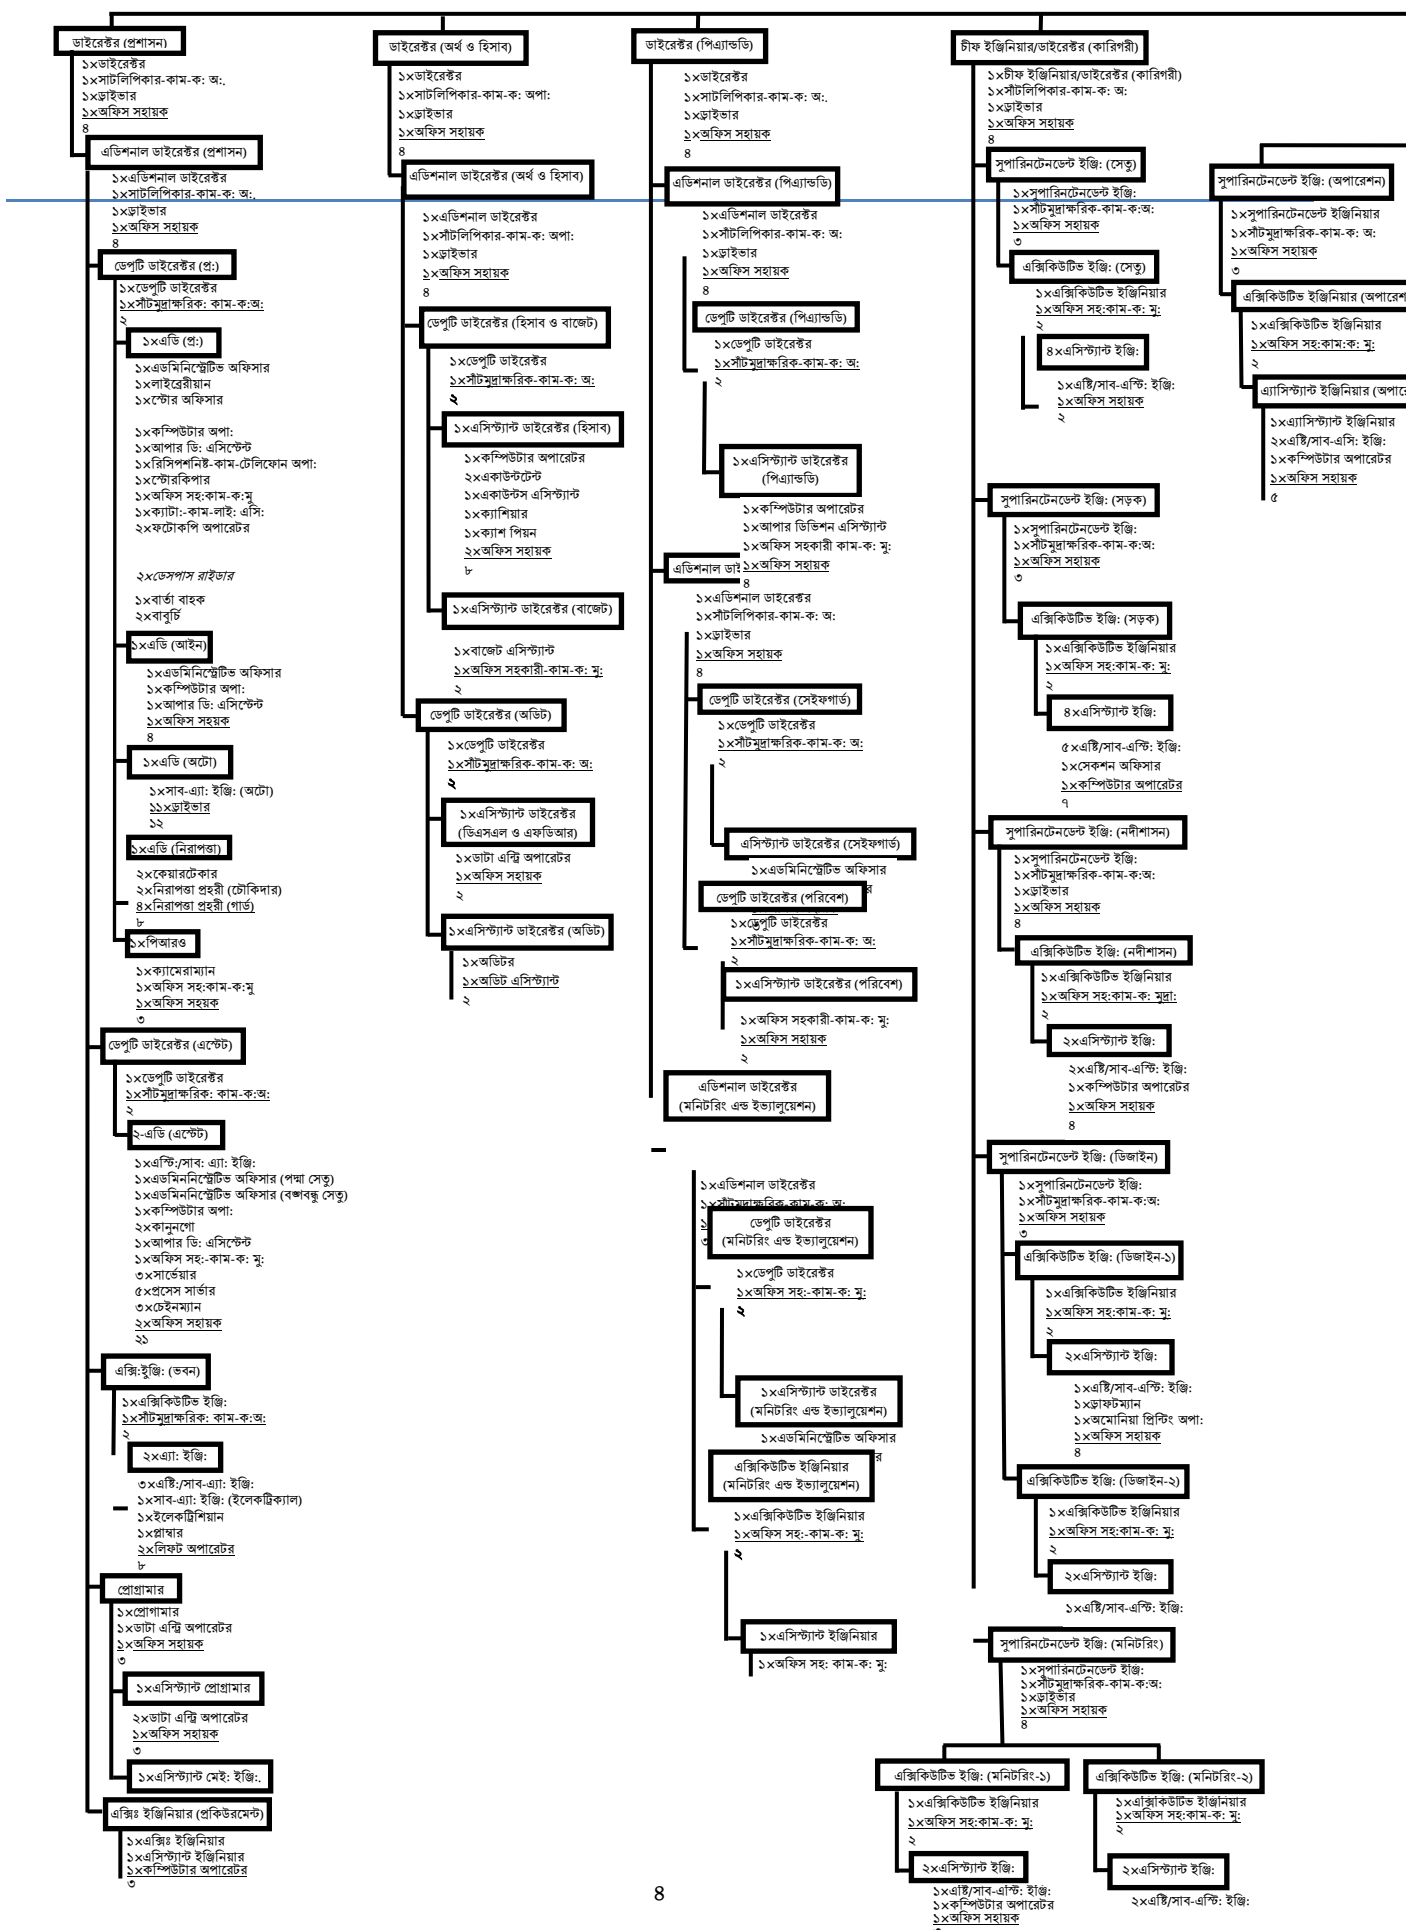 ডাইরেক্টর (প্রশাসন)
১×ডাইরেক্টর
১×সাটলিপিকার-কাম-ক: অ:.
১×ড্রাইভার
১×অফিস সহায়ক
৪
এডিশনাল ডাইরেক্টর (প্রশাসন)
১×এডিশনাল ডাইরেক্টর
১×সাটলিপিকার-কাম-ক: অ:.
১×ড্রাইভার
১×অফিস সহায়ক
৪
ডেপুটি ডাইরেক্টর (প্র:)
১×ডেপুটি ডাইরেক্টর
১×সাঁটমুদ্রাক্ষরিক: কাম-ক:অ:
২
১×এডি (প্র:)
১×এডমিনিস্ট্রেটিভ অফিসার
১×লাইব্রেরীয়ান
১×স্টোর অফিসার
১×কম্পিউটার অপা:
১×আপার ডি: এসিস্টেন্ট
১×রিসিপশনিষ্ট-কাম-টেলিফোন অপা:
১×স্টোরকিপার
১×অফিস সহ:কাম-ক:মু
১×ক্যাটা:-কাম-লাই: এসি:
২×ফটোকপি অপারেটর
২×ডেসপাস রাইডার
১×বার্তা বাহক
২×বাবুর্চি
১×এডি (আইন)
১×এডমিনিস্ট্রেটিভ অফিসার
১×কম্পিউটার অপা:
১×আপার ডি: এসিস্টেন্ট
১×অফিস সহয়ক
৪
১×এডি (অটো)
১×সাব-এ্যা: ইঞ্জি: (অটো)
১১×ড্রাইভার
১২
১×এডি (নিরাপত্তা)
২×কেয়ারটেকার
২×নিরাপত্তা প্রহরী (চৌকিদার)
৪×নিরাপত্তা প্রহরী (গার্ড)
৮
১×পিআরও
১×ক্যামেরাম্যান
১×অফিস সহ:কাম-ক:মু
১×অফিস সহয়ক
৩
ডেপুটি ডাইরেক্টর (এস্টেট)
১×ডেপুটি ডাইরেক্টর
১×সাঁটমুদ্রাক্ষরিক: কাম-ক:অ:
২
২-এডি (এস্টেট)
১×এস্টি:/সাব: এ্যা: ইঞ্জি:
১×এডমিননিস্ট্রেটিভ অফিসার (পদ্মা সেতু)
১×এডমিননিস্ট্রেটিভ অফিসার (বঙ্গবন্ধু সেতু)
১×কম্পিউটার অপা:
২×কানুনগো
১×আপার ডি: এসিস্টেন্ট
১×অফিস সহ:-কাম-ক: মু:
৩×সার্ভেয়ার
৫×প্রসেস সার্ভার
৩×চেইনম্যান
২×অফিস সহায়ক
২১
এক্সি:ইন্জি: (ভবন)
১×এক্সিকিউটিভ ইঞ্জি:
১×সাঁটমুদ্রাক্ষরিক: কাম-ক:অ:
২
২×এ্যা: ইঞ্জি:
৩×এষ্টি:/সাব-এ্যা: ইঞ্জি:
১×সাব-এ্যা: ইঞ্জি: (ইলেকট্রিক্যাল)
১×ইলেকট্রিশিয়ান
১×প্লাম্বার
২×লিফট অপারেটর
৮
প্রোগ্রামার
১×প্রোগামার
১×ডাটা এন্ট্রি অপারেটর
১×অফিস সহায়ক
৩
১×এসিস্ট্যান্ট প্রোগ্রামার
২×ডাটা এন্ট্রি অপারেটর
১×অফিস সহায়ক
৩
১×এসিস্ট্যান্ট মেই: ইঞ্জি:.
এক্সিঃ ইঞ্জিনিয়ার (প্রকিউরমেন্ট)
১×এক্সিঃ ইঞ্জিনিয়ার
১×এসিস্ট্যান্ট ইঞ্জিনিয়ার
১×কম্পিউটার অপারেটর
৩
ডাইরেক্টর (অর্থ ও হিসাব)
১×ডাইরেক্টর
১×সাটলিপিকার-কাম-ক: অপা:
১×ড্রাইভার
১×অফিস সহায়ক
৪
এডিশনাল ডাইরেক্টর (অর্থ ও হিসাব)
১×এডিশনাল ডাইরেক্টর
১×সাঁটলিপিকার-কাম-ক: অপা:
১×ড্রাইভার
১×অফিস সহায়ক
৪
ডেপুটি ডাইরেক্টর (হিসাব ও বাজেট)
১×ডেপুটি ডাইরেক্টর
১×সাঁটমুদ্রাক্ষরিক-কাম-ক: অ:
২
১×এসিস্ট্যান্ট ডাইরেক্টর (হিসাব)
১×কম্পিউটার অপারেটর
২×একাউন্টটেন্ট
১×একাউন্টস এসিস্ট্যান্ট
১×ক্যাশিয়ার
১×ক্যাশ পিয়ন
২×অফিস সহায়ক
৮
১×এসিস্ট্যান্ট ডাইরেক্টর (বাজেট)
১×বাজেট এসিস্ট্যান্ট
১×অফিস সহকারী-কাম-ক: মু:
২
ডেপুটি ডাইরেক্টর (অডিট)
১×ডেপুটি ডাইরেক্টর
১×সাঁটমুদ্রাক্ষরিক-কাম-ক: অ:
২
১×এসিস্ট্যান্ট ডাইরেক্টর
(ডিএসএল ও এফডিআর)
১×ডাটা এন্ট্রি অপারেটর
১×অফিস সহায়ক
২
১×এসিস্ট্যান্ট ডাইরেক্টর (অডিট)
১×অডিটর
১×অডিট এসিস্ট্যান্ট
২
ডাইরেক্টর (পিএ্যান্ডডি)
১×ডাইরেক্টর
১×সাটলিপিকার-কাম-ক: অ:.
১×ড্রাইভার
১×অফিস সহায়ক
৪
এডিশনাল ডাইরেক্টর (পিএ্যান্ডডি)
১×এডিশনাল ডাইরেক্টর
১×সাঁটলিপিকার-কাম-ক: অ:
১×ড্রাইভার
১×অফিস সহায়ক
৪
ডেপুটি ডাইরেক্টর (পিএ্যান্ডডি)
১×ডেপুটি ডাইরেক্টর
১×সাঁটমুদ্রাক্ষরিক-কাম-ক: অ:
২
১×এসিস্ট্যান্ট ডাইরেক্টর
(পিএ্যান্ডডি)
১×কম্পিউটার অপারেটর
১×আপার ডিভিশন এসিস্ট্যান্ট
১×অফিস সহকারী কাম-ক: মু:
১×অফিস সহায়ক
৪
এডিশনাল
১×এডিশনাল ডাইরেক্টর
১×সাঁটলিপিকার-কাম-ক: অ:
১×ড্রাইভার
১×অফিস সহায়ক
৪
ডেপুটি ডাইরেক্টর (সেইফগার্ড)
১×ডেপুটি ডাইরেক্টর
১×সাঁটমুদ্রাক্ষরিক-কাম-ক: অ:
২
এসিস্ট্যান্ট ডাইরেক্টর (সেইফগার্ড)
১×এডমিনিস্ট্রেটিভ অফিসার
র
ডেপুটি ডাইরেক্টর (পরিবেশ)
১×ডেপুটি ডাইরেক্টর
১×সাঁটমুদ্রাক্ষরিক-কাম-ক: অ:
২
১×এসিস্ট্যান্ট ডাইরেক্টর (পরিবেশ)
১×অফিস সহকারী-কাম-ক: মু:
১×অফিস সহায়ক
২
এডিশনাল ডাইরেক্টর
(মনিটরিং এন্ড ইভ্যালুয়েশন)
১×এডিশনাল ডাইরেক্টর
১×সাঁটমুদ্রাক্ষরিক-কাম-ক: অ:
ডেপুটি ডাইরেক্টর
(মনিটরিং এন্ড ইভ্যালুয়েশন)
১×ডেপুটি ডাইরেক্টর
১×অফিস সহ:-কাম-ক: মু:
২
১×এসিস্ট্যান্ট ডাইরেক্টর
(মনিটরিং এন্ড ইভ্যালুয়েশন)
১×এডমিনিস্ট্রেটিভ অফিসার
র
এক্সিকিউটিভ ইঞ্জিনিয়ার
(মনিটরিং এন্ড ইভ্যালুয়েশন)
১×এক্সিকিউটিভ ইঞ্জিনিয়ার
১×অফিস সহ:-কাম-ক: মু:
২
১×এসিস্ট্যান্ট ইঞ্জিনিয়ার
১×অফিস সহ: কাম-ক: মু:
চীফ ইঞ্জিনিয়ার/ডাইরেক্টর (কারিগরী)
১×চীফ ইঞ্জিনিয়ার/ডাইরেক্টর (কারিগরী)
১×সাঁটলিপিকার-কাম-ক: অ:
১×ড্রাইভার
১×অফিস সহায়ক
৪
সুপারিনটেনডেন্ট ইঞ্জি: (সেতু)
১×সুপারিনটেনডেন্ট ইঞ্জি:
১×সাঁটমুদ্রাক্ষরিক-কাম-ক:অ:
১×অফিস সহায়ক
৩
এক্সিকিউটিভ ইঞ্জি: (সেতু)
১×এক্সিকিউটিভ ইঞ্জিনিয়ার
১×অফিস সহ:কাম-ক: মু:
২
৪×এসিস্ট্যান্ট ইঞ্জি:
১×এষ্টি/সাব-এস্টি: ইঞ্জি:
১×অফিস সহায়ক
২
সুপারিনটেনডেন্ট ইঞ্জি: (সড়ক)
১×সুপারিনটেনডেন্ট ইঞ্জি:
১×সাঁটমুদ্রাক্ষরিক-কাম-ক:অ:
১×অফিস সহায়ক
৩
এক্সিকিউটিভ ইঞ্জি: (সড়ক)
১×এক্সিকিউটিভ ইঞ্জিনিয়ার
১×অফিস সহ:কাম-ক: মু:
২
৪×এসিস্ট্যান্ট ইঞ্জি:
৫×এষ্টি/সাব-এস্টি: ইঞ্জি:
১×সেকশন অফিসার
১×কম্পেউটার অপারেটর
৭
সুপারিনটেনডেন্ট ইঞ্জি: (নদীশাসন)
১×সুপারিনটেনডেন্ট ইঞ্জি:
১×সাঁটমুদ্রাক্ষরিক-কাম-ক:অ:
১×ড্রাইভার
১×অফিস সহায়ক
৪
এক্সিকিউটিভ ইঞ্জি: (নদীশাসন)
১×এক্সিকিউটিভ ইঞ্জিনিয়ার
১×অফিস সহ:কাম-ক: মুদ্রা:
২
২×এসিস্ট্যান্ট ইঞ্জি:
২×এষ্টি/সাব-এস্টি: ইঞ্জি:
১×কম্পিউটার অপারেটর
১×অফিস সহায়ক
৪
সুপারিনটেনডেন্ট ইঞ্জি: (ডিজাইন)
১×সুপারিনটেনডেন্ট ইঞ্জি:
১×সাঁটমুদ্রাক্ষরিক-কাম-ক:অ:
১×অফিস সহায়ক
৩
এক্সিকিউটিভ ইঞ্জি: (ডিজাইন-১)
১×এক্সিকিউটিভ ইঞ্জিনিয়ার
১×অফিস সহ:কাম-ক: মু:
২
২×এসিস্ট্যান্ট ইঞ্জি:
১×এষ্টি/সাব-এস্টি: ইঞ্জি:
১×ড্রাফটম্যান
১×অমোনিয়া প্রিন্টিং অপা:
১×অফিস সহায়ক
৪
এক্সিকিউটিভ ইঞ্জি: (ডিজাইন-২)
১×এক্সিকিউটিভ ইঞ্জিনিয়ার
১×অফিস সহ:কাম-ক: মু:
২
২×এসিস্ট্যান্ট ইঞ্জি:
১×এষ্টি/সাব-এস্টি: ইঞ্জি:
সুপারিনটেনডেন্ট ইঞ্জি: (মনিটরিং)
১×সুপারিনটেনডেন্ট ইঞ্জি:
১×সাঁটমুদ্রাক্ষরিক-কাম-ক:অ:
১×ড্রাইভার
১×অফিস সহায়ক
৪
এক্সিকিউটিভ ইঞ্জি: (মনিটরিং-১)
১×এক্সিকিউটিভ ইঞ্জিনিয়ার
১×অফিস সহ:কাম-ক: মু:
২
২×এসিস্ট্যান্ট ইঞ্জি:
১×এষ্টি/সাব-এস্টি: ইঞ্জি:
১×কম্পিউটার অপারেটর
১×অফিস সহায়ক
এক্সিকিউটিভ ইঞ্জি: (মনিটরিং-২)
১×এক্সিকিউটিভ ইঞ্জিনিয়ার
১×অফিস সহ:কাম-ক: মু:
২
২×এসিস্ট্যান্ট ইঞ্জি:
২×এষ্টি/সাব-এস্টি: ইঞ্জি:
সুপারিনটেনডেন্ট ইঞ্জি: (অপারেশন)
১×সুপারিনটেনডেন্ট ইঞ্জিনিয়ার
১×সাঁটমুদ্রাক্ষরিক-কাম-ক: অ:
১×অফিস সহায়ক
৩
এক্সিকিউটিভ ইঞ্জিনিয়ার (অপারেশ
১×এক্সিকিউটিভ ইঞ্জিনিয়ার
১×অফিস সহ:কাম:ক: মু:
২
এ্যাসিস্ট্যান্ট ইঞ্জিনিয়ার (অপারে
১×এ্যাসিস্ট্যান্ট ইঞ্জিনিয়ার
২×এষ্টি/সাব-এসি: ইঞ্জি:
১×কম্পিউটার অপারেটর
১×অফিস সহায়ক
৫
৪